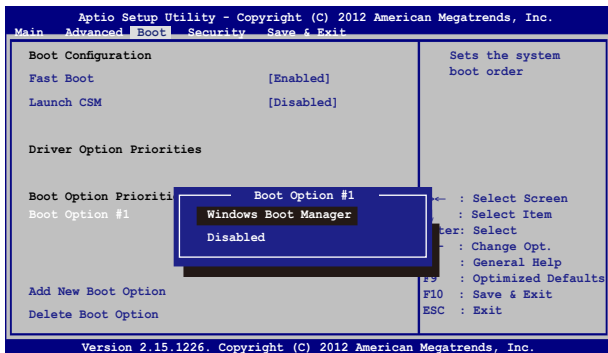 Aptio Setup Utility - Copyright (C) 2012 American Megatrends, Inc.
Main Advanced Boot Security Save & Exit
Boot Configuration
Fast Boot [Enabled]
Launch CSM [Disabled]
Driver Option Priorities
Boot Option Prioriti
Boot Option #1
Boot Option #1
Windows Boot Manager
Disabled
Add New Boot Option
Delete Boot Option
Sets the system
boot order
: Select Screen
: Select Item
ter: Select
: Change Opt.
: General Help
F9 : Optimized Defaults
F10 : Save & Exit
ESC : Exit
Version 2.15.1226. Copyright (C) 2012 American Megatrends, Inc.